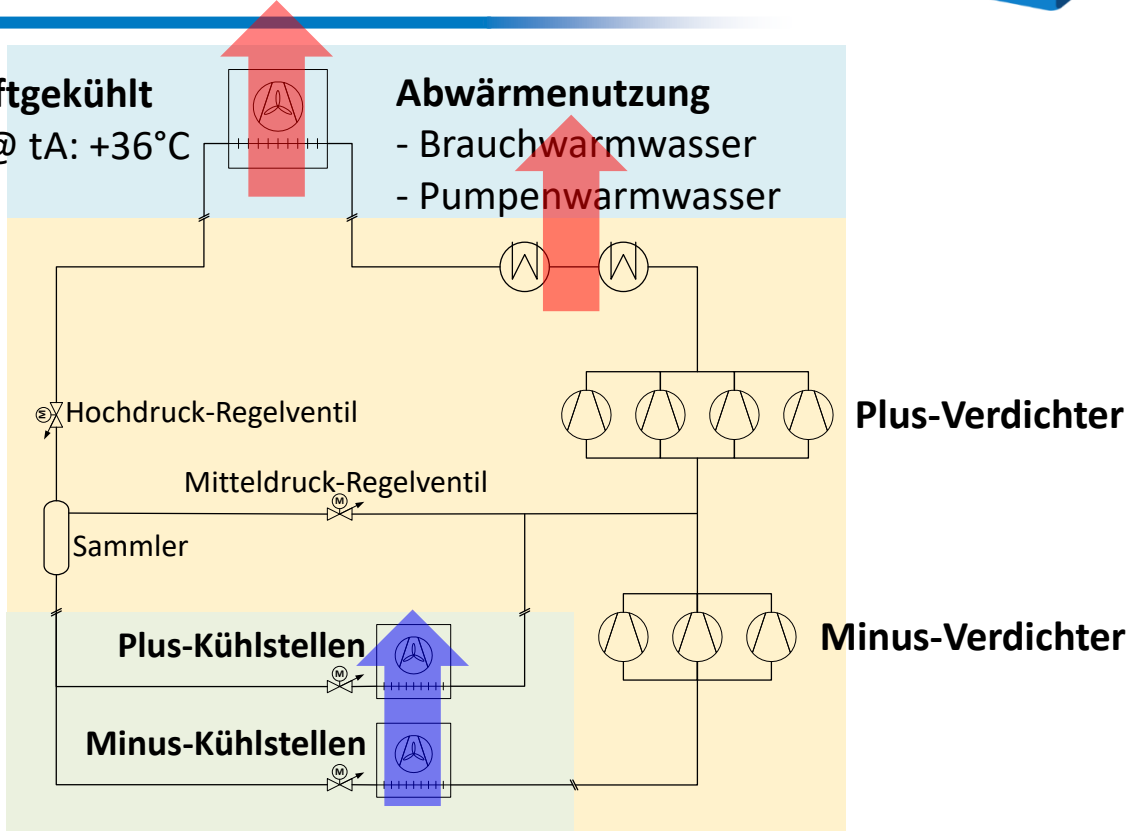 ftgekühlt
@ tA: +36°C
Abwärmenutzung
- Brauchwarmwasser
- Pumpenwarmwasser
M
Hochdruck-Regelventil
Plus-Verdichter
Mitteldruck-Regelventil
M
Sammler
Plus-Kühlstellen
M
Minus-Verdichter
Minus-Kühlstellen
M